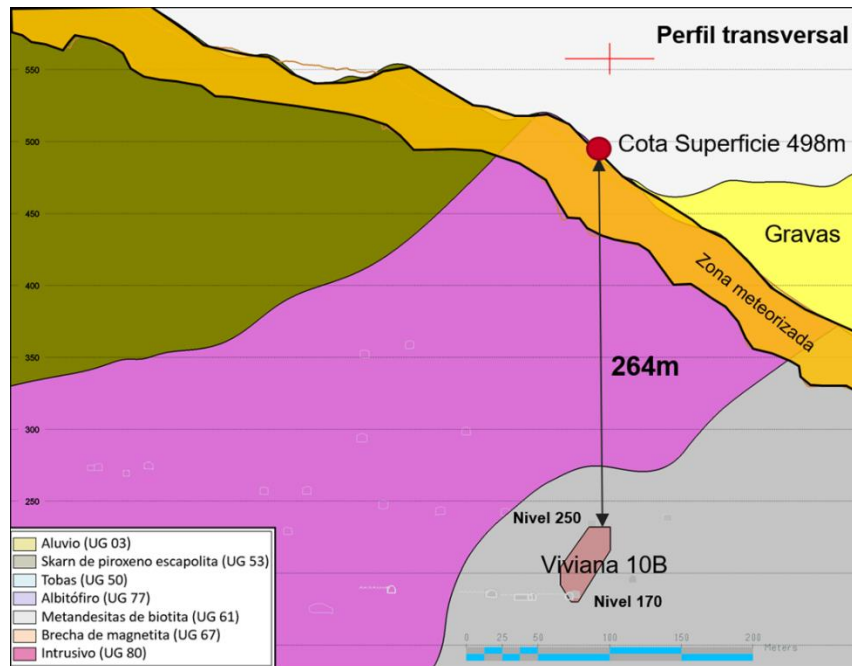 Perfil transversal
550
500
Cota Superficie 498m
450
Gravas
400
Zona meteorizada
350
264m
300
250
Nivel 250
Viviana 10B
Nivel 170
Aluvio (UG 03)
Skarn de piroxeno escapolita (UG 53)
Tobas (UG 50)
Albitófiro (UG 77)
Metandesitas de biotita (UG 61)
Brecha de magnetita (UG 67)
Intrusivo (UG 80)
0 25 50 100 150 200
Meters